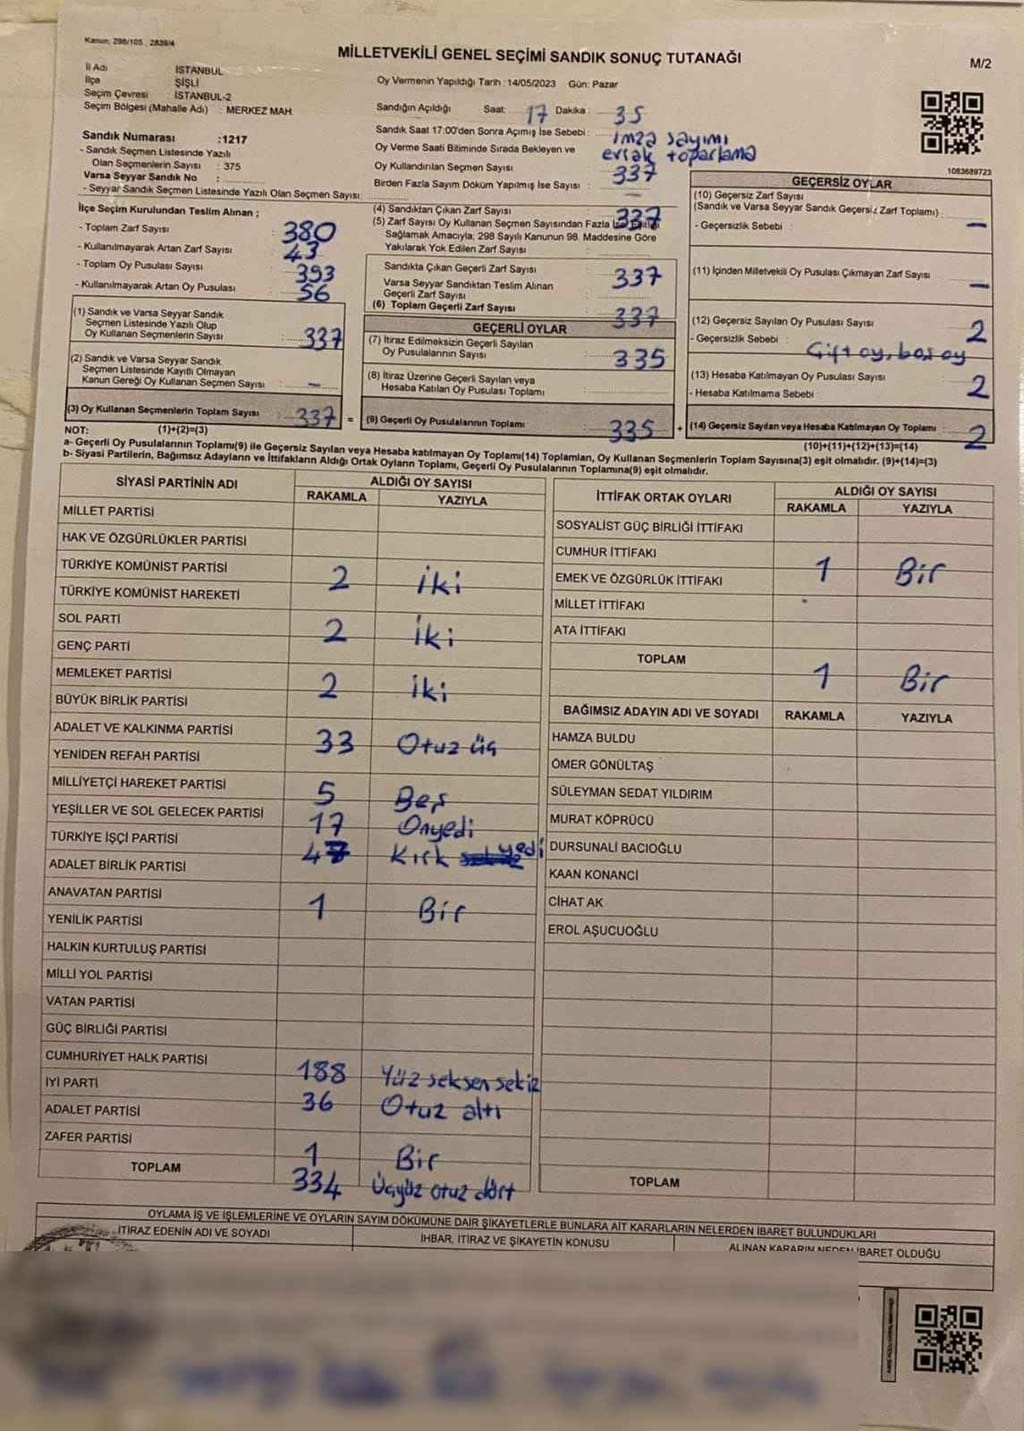 Kanun: 298/105 , 2839/4
MİLLETVEKİLİ GENEL SEÇİMİ SANDIK SONUÇ TUTANAĞI
M/2
İl Adı İSTANBUL
İlçe ŞİŞLİ
Seçim Çevresi İSTANBUL-2
Seçim Bölgesi (Mahalle Adı) : MERKEZ MAH.
Oy Vermenin Yapıldığı Tarih : 14/05/2023 Gün: Pazar
Sandığın Açıldığı Saat: 17 Dakika : 35
Sandık Saat 17:00'den Sonra Açılmış İse Sebebi : imza sayımı
Oy Verme Saati Bitiminde Sırada Bekleyen ve evrak toparlama
Oy Kullandırılan Seçmen Sayısı : 337
Birden Fazla Sayım Döküm Yapılmış İse Sayısı :
Sandık Numarası :1217
- Sandık Seçmen Listesinde Yazılı
Olan Seçmenlerin Sayısı : 375
Varsa Seyyar Sandık No :
- Seyyar Sandık Seçmen Listesinde Yazılı Olan Seçmen Sayısı:
1083689723
İlçe Seçim Kurulundan Teslim Alınan ;
- Toplam Zarf Sayısı : 380
- Kullanılmayarak Artan Zarf Sayısı : 43
- Toplam Oy Pusulası Sayısı : 393
- Kullanılmayarak Artan Oy Pusulası : 56
(1) Sandık ve Varsa Seyyar Sandık
Seçmen Listesinde Yazılı Olup
Oy Kullanan Seçmenlerin Sayısı : 337
(2) Sandık ve Varsa Seyyar Sandık
Seçmen Listesinde Kayıtlı Olmayan
Kanun Gereği Oy Kullanan Seçmen Sayısı : –
(3) Oy Kullanan Seçmenlerin Toplam Sayısı : 337 =
(4) Sandıktan Çıkan Zarf Sayısı : 337
(5) Zarf Sayısı Oy Kullanan Seçmen Sayısından Fazla İse
Sağlamak Amacıyla; 298 Sayılı Kanunun 98. Maddesine Göre
Yakılarak Yok Edilen Zarf Sayısı :
Sandıkta Çıkan Geçerli Zarf Sayısı : 337
Varsa Seyyar Sandıktan Teslim Alınan
Geçerli Zarf Sayısı
(6) Toplam Geçerli Zarf Sayısı : 337
GEÇERLİ OYLAR
(7) İtiraz Edilmeksizin Geçerli Sayılan
Oy Pusulalarının Sayısı : 335
(8) İtiraz Üzerine Geçerli Sayılan veya
Hesaba Katılan Oy Pusulası Toplamı :
(9) Geçerli Oy Pusulalarının Toplamı : 335 +
GEÇERSİZ OYLAR
(10) Geçersiz Zarf Sayısı
(Sandık ve Varsa Seyyar Sandık Geçersiz Zarf Toplamı) : –
- Geçersizlik Sebebi :
(11) İçinden Milletvekili Oy Pusulası Çıkmayan Zarf Sayısı : –
(12) Geçersiz Sayılan Oy Pusulası Sayısı : 2
- Geçersizlik Sebebi : Çift oy, boş oy
(13) Hesaba Katılmayan Oy Pusulası Sayısı : 2
- Hesaba Katılmama Sebebi
(14) Geçersiz Sayılan veya Hesaba Katılmayan Oy Toplamı : 2
NOT: (1)+(2)=(3)
(10)+(11)+(12)+(13)=(14)
a- Geçerli Oy Pusulalarının Toplamı(9) ile Geçersiz Sayılan veya Hesaba katılmayan Oy Toplamı(14) Toplamları, Oy Kullanan Seçmenlerin Toplam Sayısına(3) eşit olmalıdır. (9)+(14)=(3)
b- Siyasi Partilerin, Bağımsız Adayların ve İttifakların Aldığı Ortak Oyların Toplamı, Geçerli Oy Pusulalarının Toplamına(9) eşit olmalıdır.
SİYASİ PARTİNİN ADI
ALDIĞI OY SAYISI
RAKAMLA YAZIYLA
MİLLET PARTİSİ
HAK VE ÖZGÜRLÜKLER PARTİSİ
TÜRKİYE KOMÜNİST PARTİSİ 2 iki
TÜRKİYE KOMÜNİST HAREKETİ
SOL PARTİ 2 iki
GENÇ PARTİ
MEMLEKET PARTİSİ 2 iki
BÜYÜK BİRLİK PARTİSİ
ADALET VE KALKINMA PARTİSİ 33 Otuz üç
YENİDEN REFAH PARTİSİ
MİLLİYETÇİ HAREKET PARTİSİ 5 Beş
YEŞİLLER VE SOL GELECEK PARTİSİ 17 Onyedi
TÜRKİYE İŞÇİ PARTİSİ 47 Kırk yedi
ADALET BİRLİK PARTİSİ
ANAVATAN PARTİSİ 1 Bir
YENİLİK PARTİSİ
HALKIN KURTULUŞ PARTİSİ
MİLLİ YOL PARTİSİ
VATAN PARTİSİ
GÜÇ BİRLİĞİ PARTİSİ
CUMHURİYET HALK PARTİSİ 188 Yüz seksen sekiz
İYİ PARTİ 36 Otuz altı
ADALET PARTİSİ
ZAFER PARTİSİ 1 Bir
TOPLAM 334 Üçyüz otuz dört
İTTİFAK ORTAK OYLARI
ALDIĞI OY SAYISI
RAKAMLA YAZIYLA
SOSYALİST GÜÇ BİRLİĞİ İTTİFAKI
CUMHUR İTTİFAKI 1 Bir
EMEK VE ÖZGÜRLÜK İTTİFAKI
MİLLET İTTİFAKI
ATA İTTİFAKI
TOPLAM 1 Bir
BAĞIMSIZ ADAYIN ADI VE SOYADI RAKAMLA YAZIYLA
HAMZA BULDU
ÖMER GÖNÜLTAŞ
SÜLEYMAN SEDAT YILDIRIM
MURAT KÖPRÜCÜ
DURSUNALİ BACIOĞLU
KAAN KONANCİ
CİHAT AK
EROL AŞUCUOĞLU
TOPLAM
OYLAMA İŞ VE İŞLEMLERİNE VE OYLARIN SAYIM DÖKÜMÜNE DAİR ŞİKAYETLERLE BUNLARA AİT KARARLARIN NELERDEN İBARET BULUNDUKLARI
İTİRAZ EDENİN ADI VE SOYADI
İHBAR, İTİRAZ VE ŞİKAYETİN KONUSU
ALINAN KARARIN NEDEN İBARET OLDUĞU